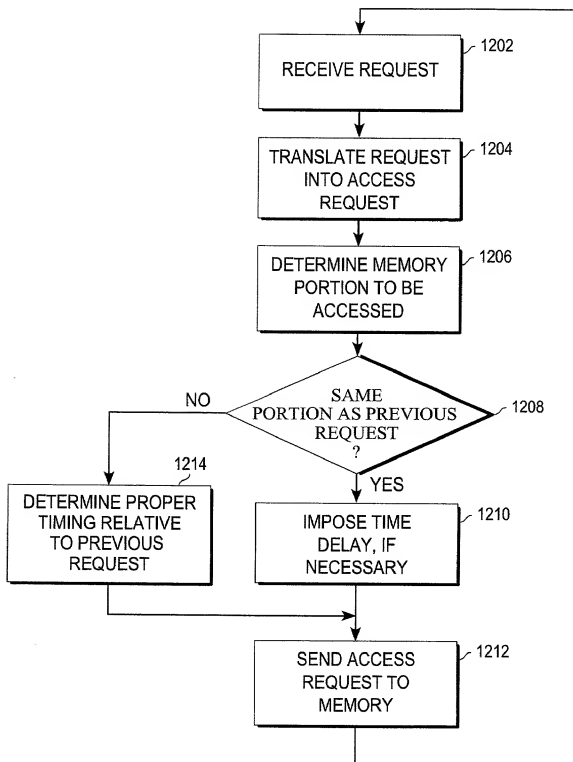 1202
RECEIVE REQUEST
1204
TRANSLATE REQUEST
INTO ACCESS
REQUEST
1206
DETERMINE MEMORY
PORTION TO BE
ACCESSED
NO
SAME
PORTION AS PREVIOUS
REQUEST
?
1208
YES
1214
DETERMINE PROPER
TIMING RELATIVE
TO PREVIOUS
REQUEST
1210
IMPOSE TIME
DELAY, IF
NECESSARY
1212
SEND ACCESS
REQUEST TO
MEMORY